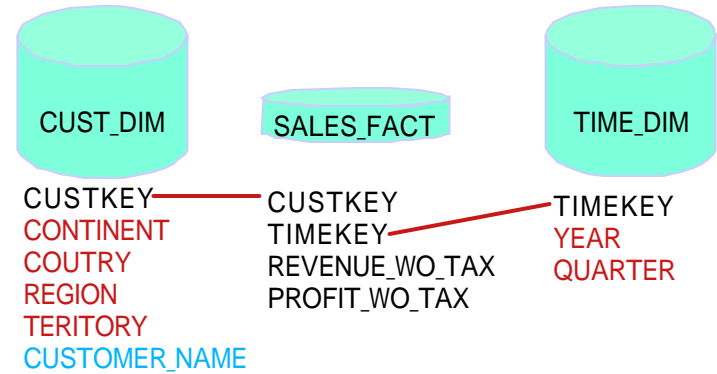 CUST_DIM
SALES_FACT
TIME_DIM
CUSTKEY
CONTINENT
COUTRY
REGION
TERITORY
CUSTOMER_NAME
CUSTKEY
TIMEKEY
REVENUE_WO_TAX
PROFIT_WO_TAX
TIMEKEY
YEAR
QUARTER